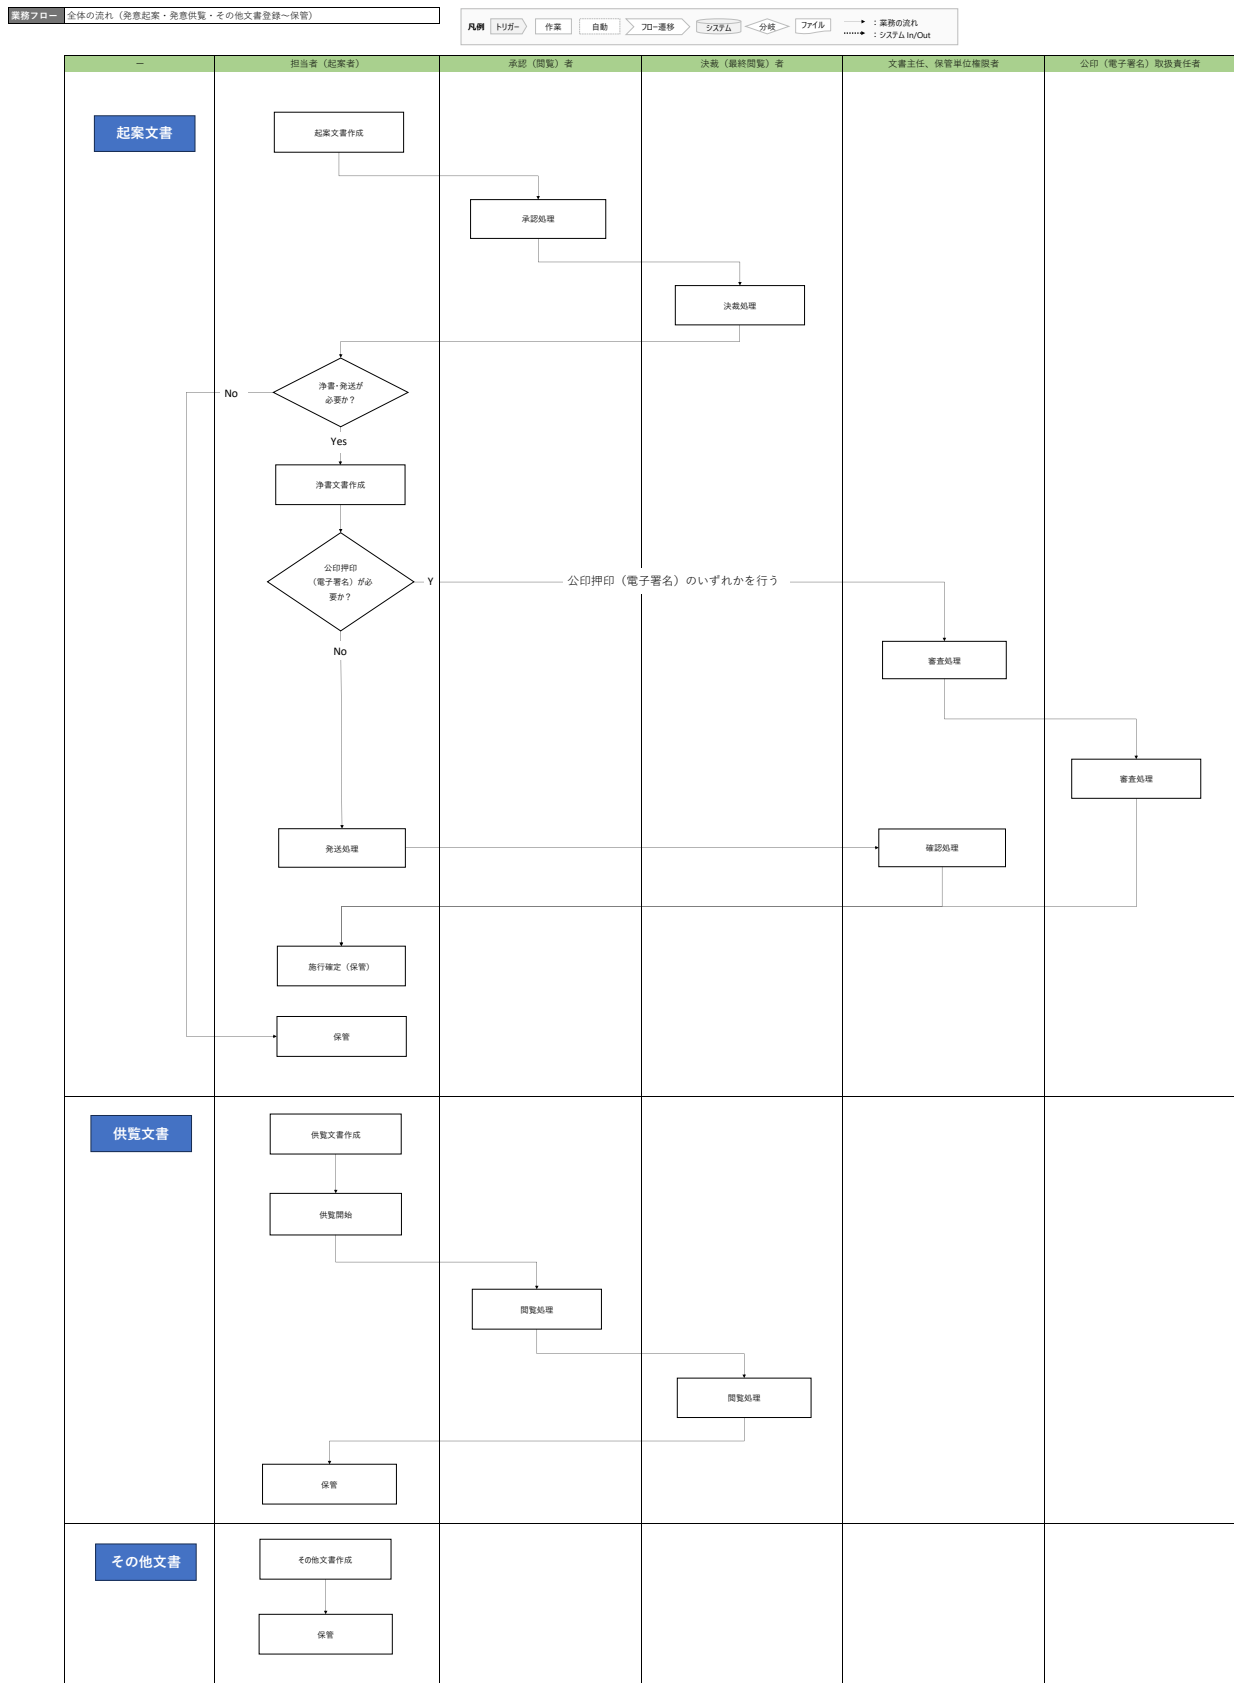 業務フロー 全体の流れ（発意起案・発意供覧・その他文書登録～保管）
凡例 トリガー 作業 自動 フロー遷移 システム 分岐 ファイル ：業務の流れ
：システム In/Out
ー 担当者（起案者） 承認（閲覧）者 決裁（最終閲覧）者 文書主任、保管単位権限者 公印（電子署名）取扱責任者
起案文書
起案文書作成
承認処理
決裁処理
浄書・発送が
必要か？
No
Yes
浄書文書作成
公印押印
（電子署名）が必
要か？
Y
公印押印（電子署名）のいずれかを行う
No
審査処理
審査処理
発送処理
確認処理
施行確定（保管）
保管
供覧文書
供覧文書作成
供覧開始
閲覧処理
閲覧処理
保管
その他文書
その他文書作成
保管